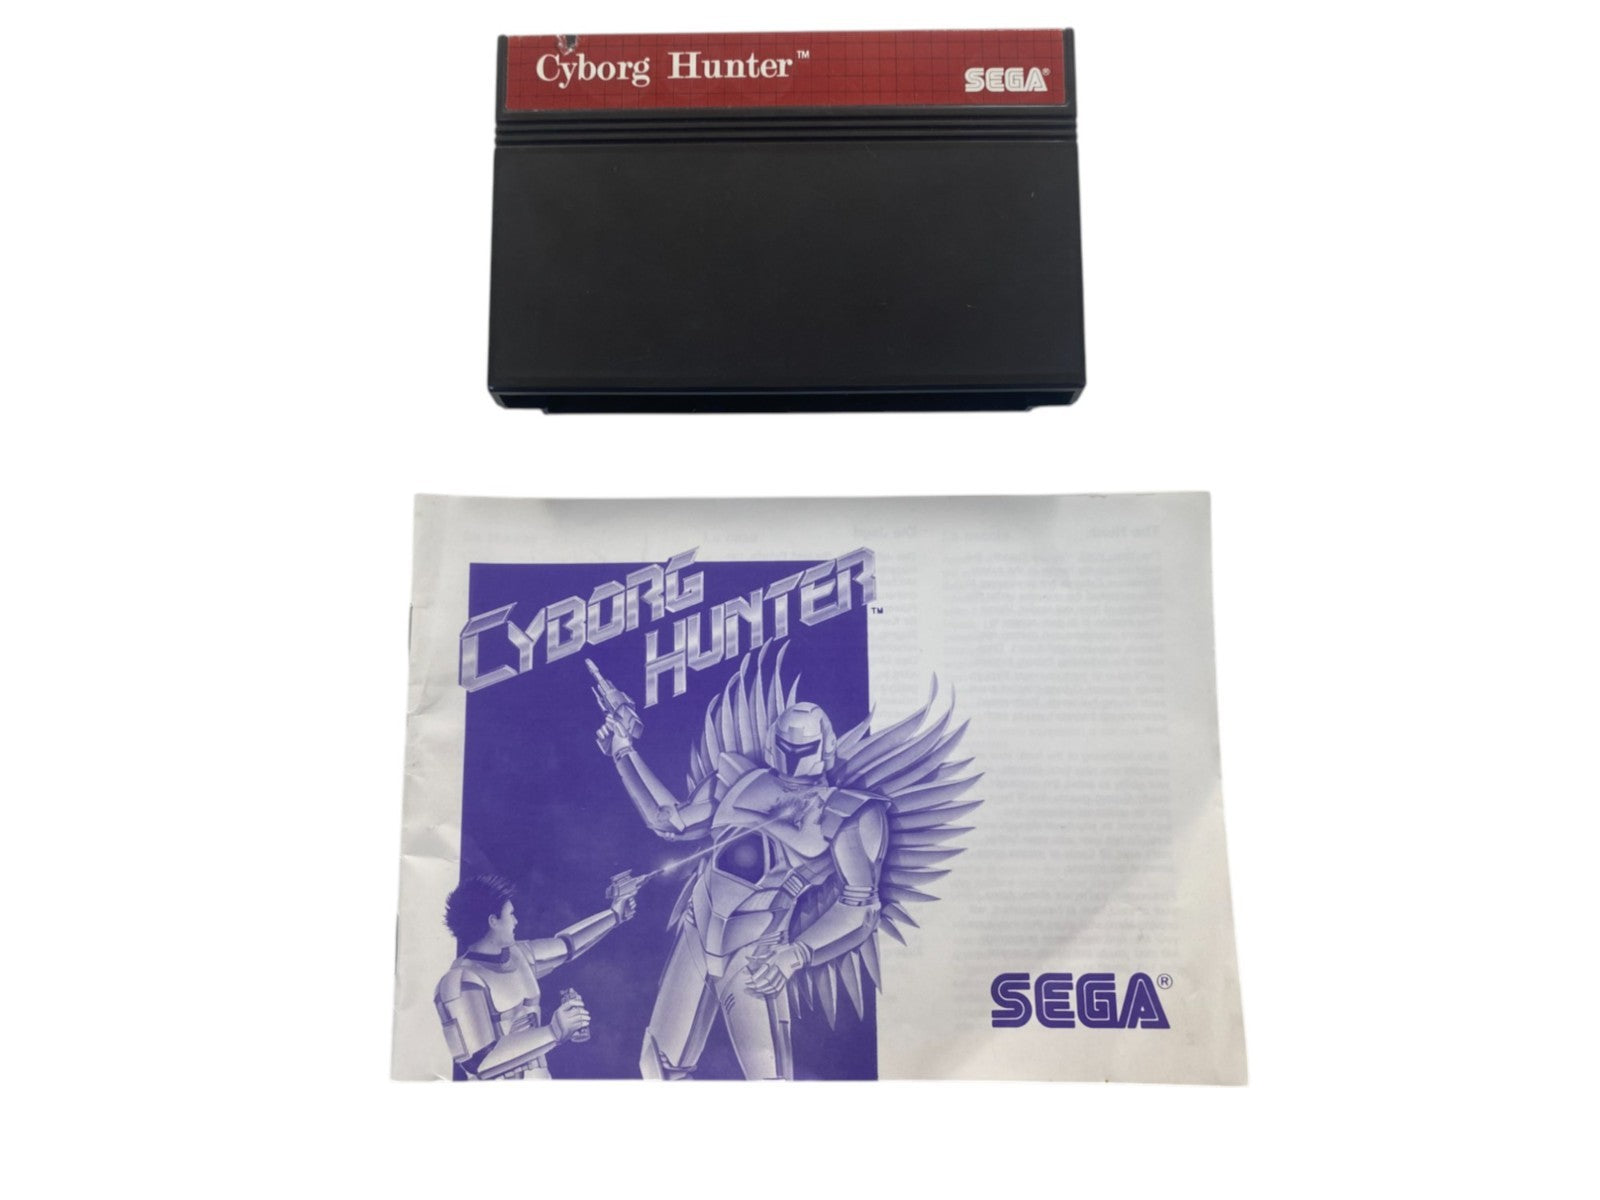 Cyborg Hunter™
SEGA®
CYBORG
HUNTER™
SEGA®